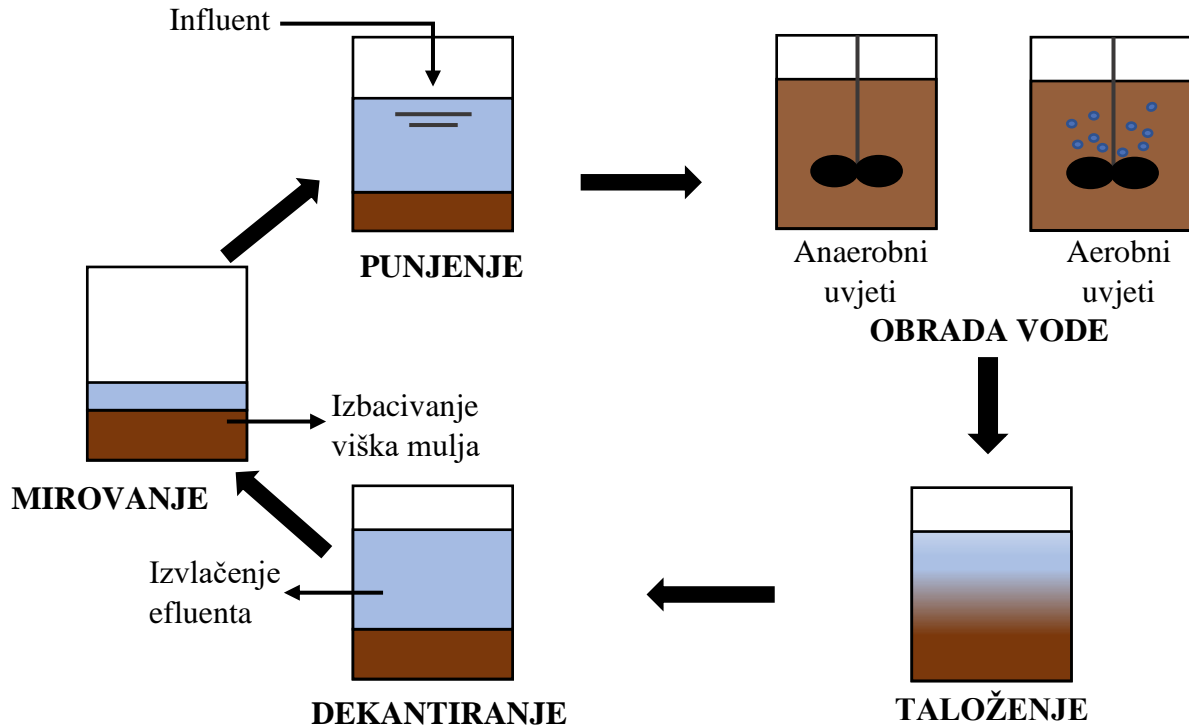 Influent
PUNJENJE
Anaerobni
uvjeti
Aerobni
uvjeti
OBRADA VODE
TALOŽENJE
Izvlačenje
efluenta
DEKANTIRANJE
Izbacivanje
viška mulja
MIROVANJE